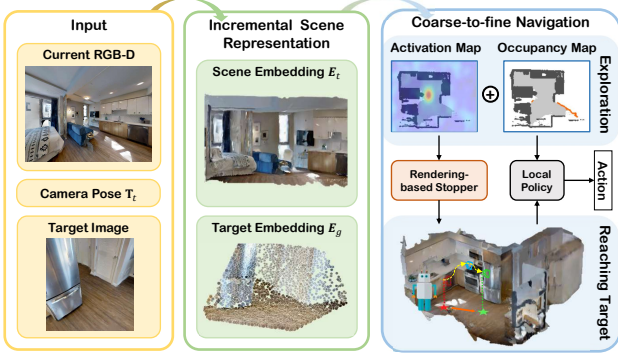 Input
Current RGB-D
Camera Pose T_t
Target Image
Incremental Scene
Representation
Scene Embedding E_t
Target Embedding E_g
Coarse-to-fine Navigation
Activation Map
Occupancy Map
Exploration
Rendering-
based Stopper
Local
Policy
Action
Reaching Target